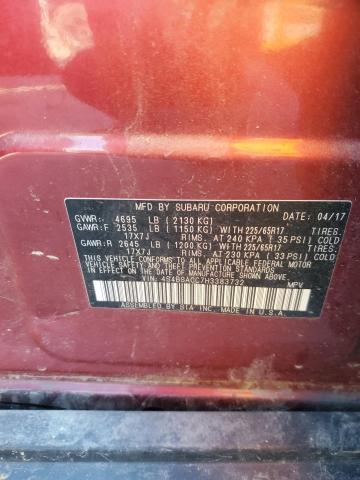 MFD. BY SUBARU CORPORATION DATE: 04/17
GVWR: 4695 LB (2130 KG)
GAWR:F 2535 LB (1150 KG) WITH 225/65R17 TIRES.
17X7J RIMS. AT 240 KPA (35 PSI) COLD.
GAWR:R 2645 LB (1200 KG) WITH 225/65R17 TIRES.
17X7J RIMS. AT 230 KPA (33 PSI) COLD.
THIS VEHICLE CONFORMS TO ALL APPLICABLE FEDERAL MOTOR
VEHICLE SAFETY AND THEFT PREVENTION STANDARDS IN EFFECT
ON THE DATE OF MANUFACTURE SHOWN ABOVE.
VIN: 4S4BSAGC7H3383732 MPV
ASSEMBLED BY SIA INC. MADE IN U.S.A.